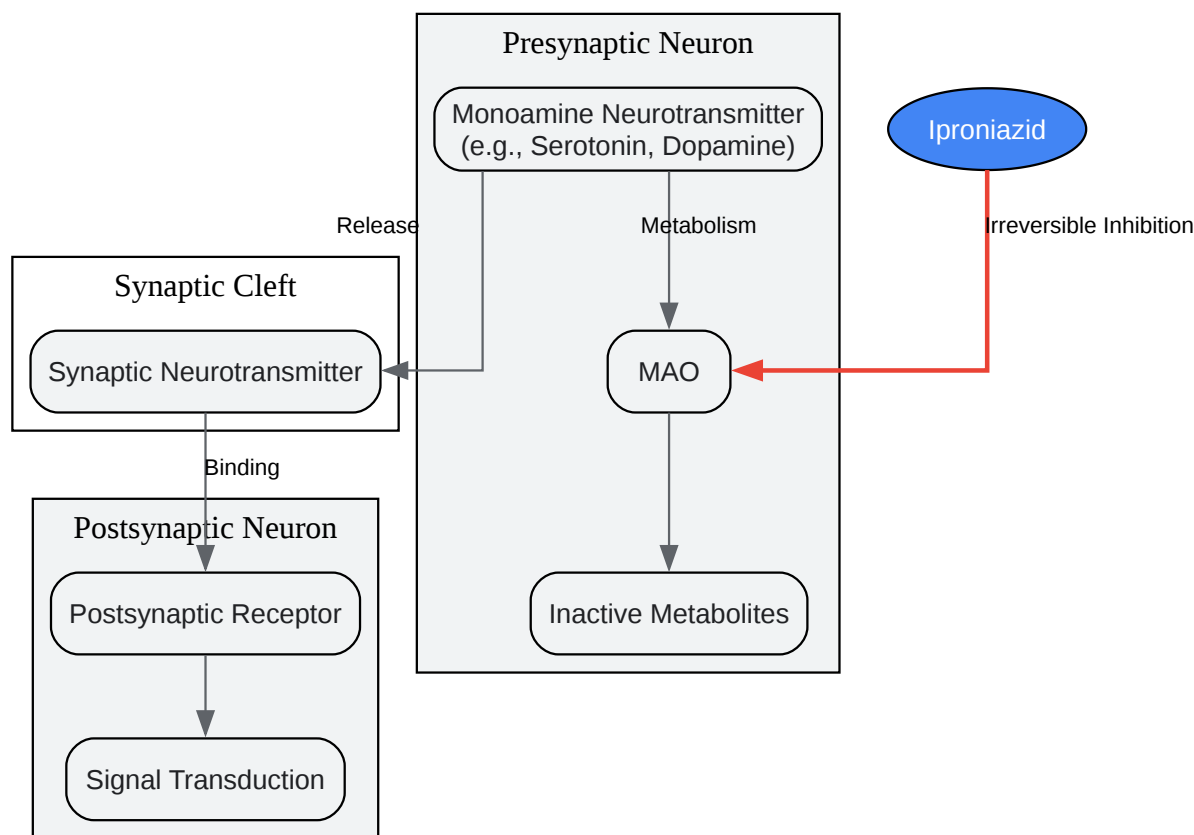 Presynaptic Neuron
Monoamine Neurotransmitter
(e.g., Serotonin, Dopamine)
Iproniazid
Release
Metabolism
Irreversible Inhibition
Synaptic Cleft
Synaptic Neurotransmitter
MAO
Binding
Postsynaptic Neuron
Postsynaptic Receptor
Inactive Metabolites
Signal Transduction